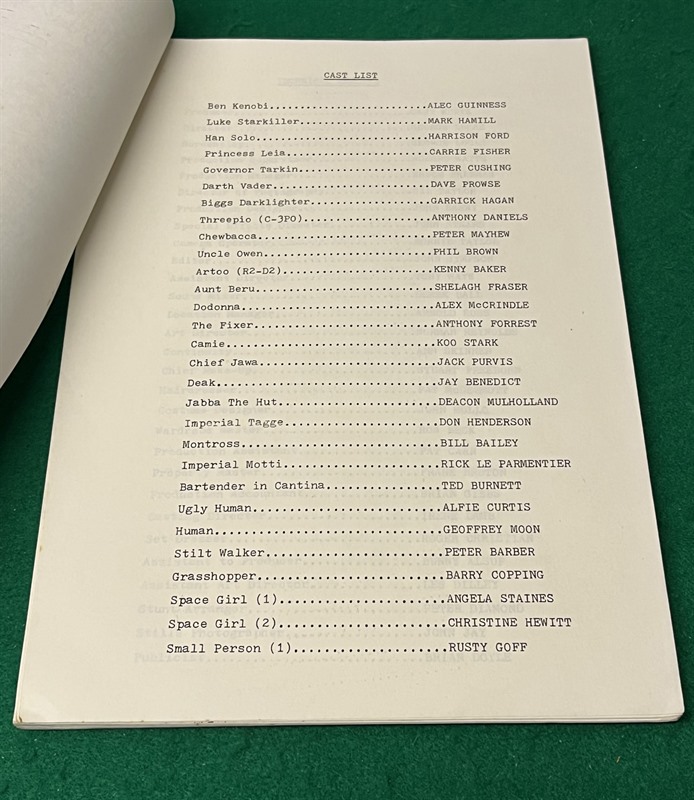 CAST LIST
Ben Kenobi..........................ALEC GUINNESS
Luke Starkiller.....................MARK HAMILL
Han Solo............................HARRISON FORD
Princess Leia.......................CARRIE FISHER
Governor Tarkin.....................PETER CUSHING
Darth Vader.........................DAVE PROWSE
Biggs Darklighter...................GARRICK HAGAN
Threepio (C-3PO)....................ANTHONY DANIELS
Chewbacca...........................PETER MAYHEW
Uncle Owen..........................PHIL BROWN
Artoo (R2-D2).......................KENNY BAKER
Aunt Beru...........................SHELAGH FRASER
Dodonna.............................ALEX McCRINDLE
The Fixer...........................ANTHONY FORREST
Camie...............................KOO STARK
Chief Jawa..........................JACK PURVIS
Deak................................JAY BENEDICT
Jabba The Hut.......................DEACON MULHOLLAND
Imperial Tagge......................DON HENDERSON
Montross............................BILL BAILEY
Imperial Motti......................RICK LE PARMENTIER
Bartender in Cantina................TED BURNETT
Ugly Human..........................ALFIE CURTIS
Human...............................GEOFFREY MOON
Stilt Walker........................PETER BARBER
Grasshopper.........................BARRY COPPING
Space Girl (1)......................ANGELA STAINES
Space Girl (2)......................CHRISTINE HEWITT
Small Person (1)....................RUSTY GOFF